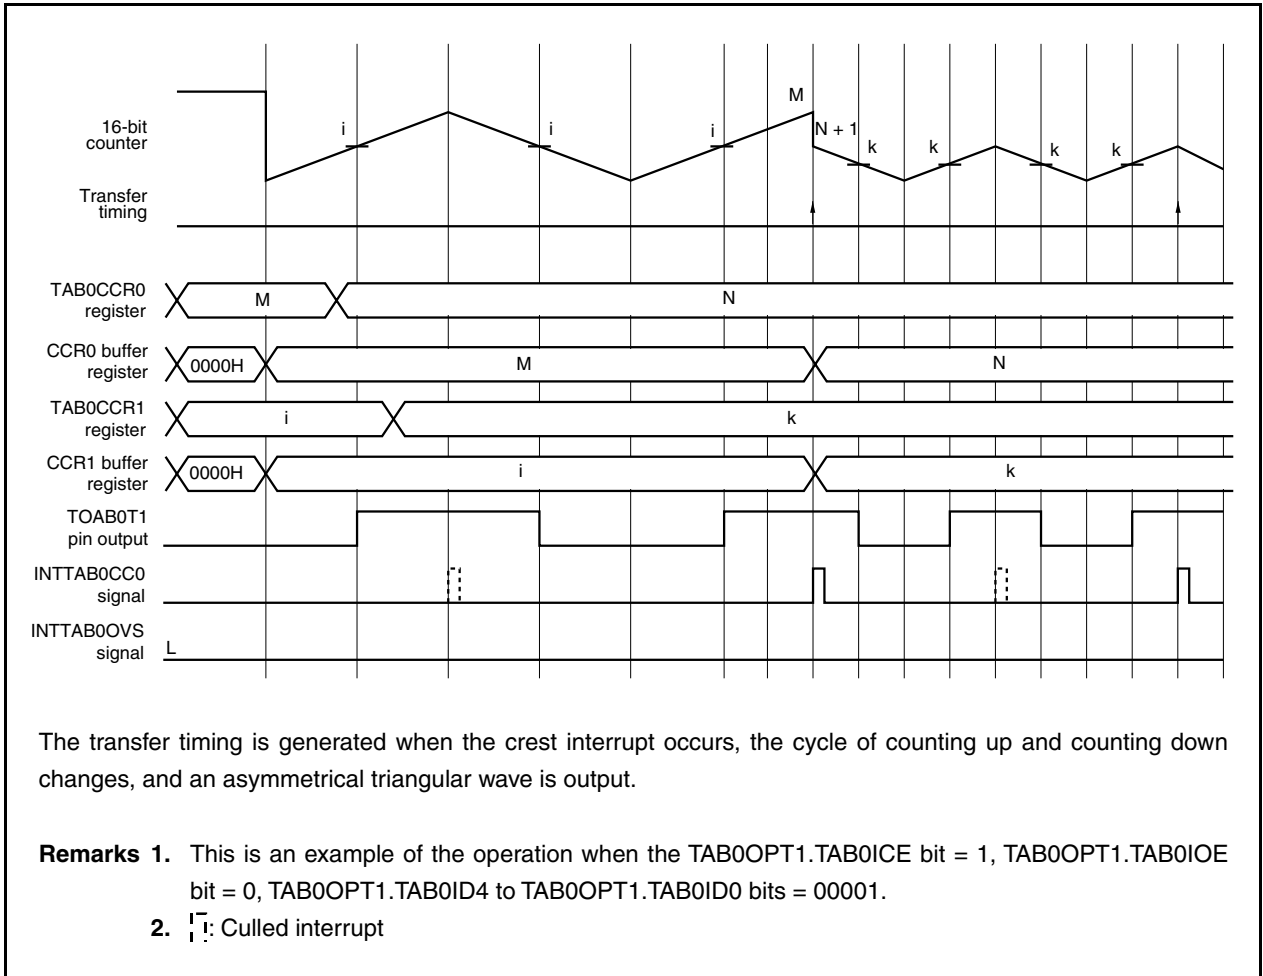 M
16-bit
counter
i
i
i
N + 1
k
k
k
k
Transfer
timing
TAB0CCR0
register
M
N
CCR0 buffer
register
0000H
M
N
TAB0CCR1
register
i
k
CCR1 buffer
register
0000H
i
k
TOAB0T1
pin output
INTTAB0CC0
signal
INTTAB0OVS
signal
L
The transfer timing is generated when the crest interrupt occurs, the cycle of counting up and counting down
changes, and an asymmetrical triangular wave is output.
Remarks 1. This is an example of the operation when the TAB0OPT1.TAB0ICE bit = 1, TAB0OPT1.TAB0IOE
bit = 0, TAB0OPT1.TAB0ID4 to TAB0OPT1.TAB0ID0 bits = 00001.
2. : Culled interrupt